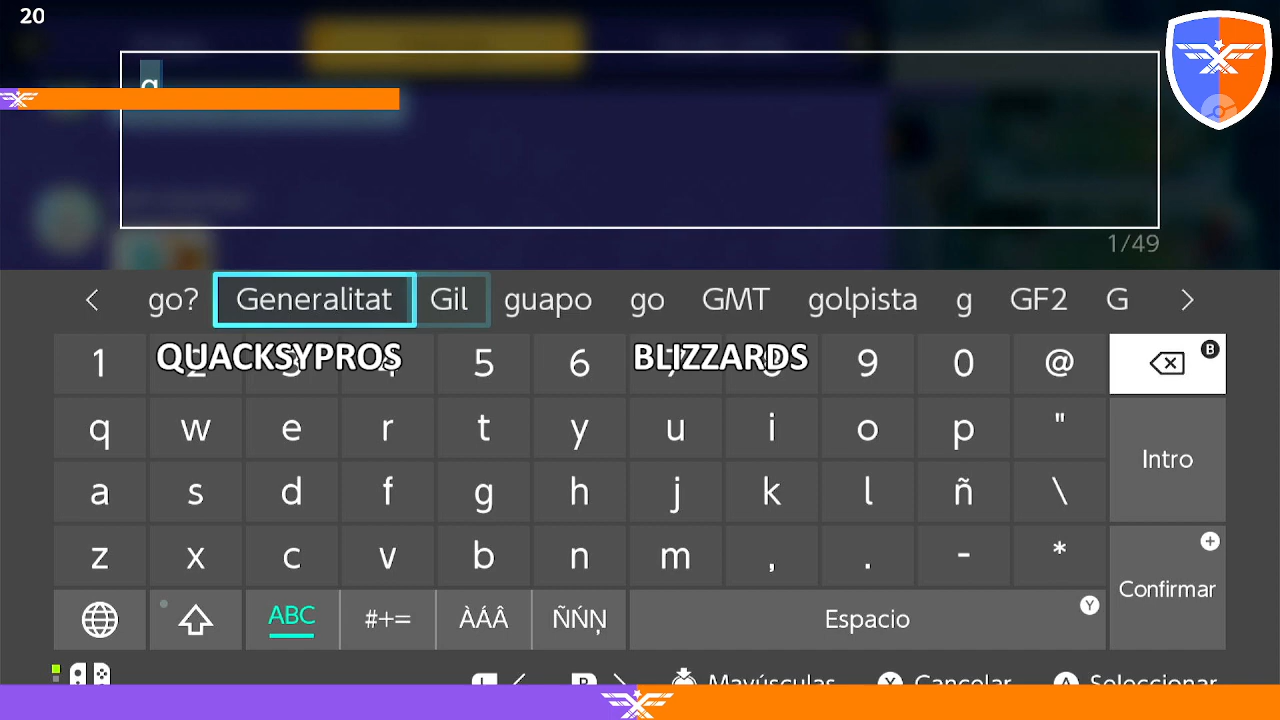 20
g
1/49
go? Generalitat Gil guapo go GMT golpista g GF2 G
QUACKSYPROS BLIZZARDS
1 5 6 9 0 @ B
q w e r t y u i o p "
Intro
a s d f g h j k l ñ \
z x c v b n m , . - *
+
Confirmar
ABC #+= ÀÁÂ ÑŃŅ Espacio Y
L R Mayúsculas Y Cancelar A Seleccionar